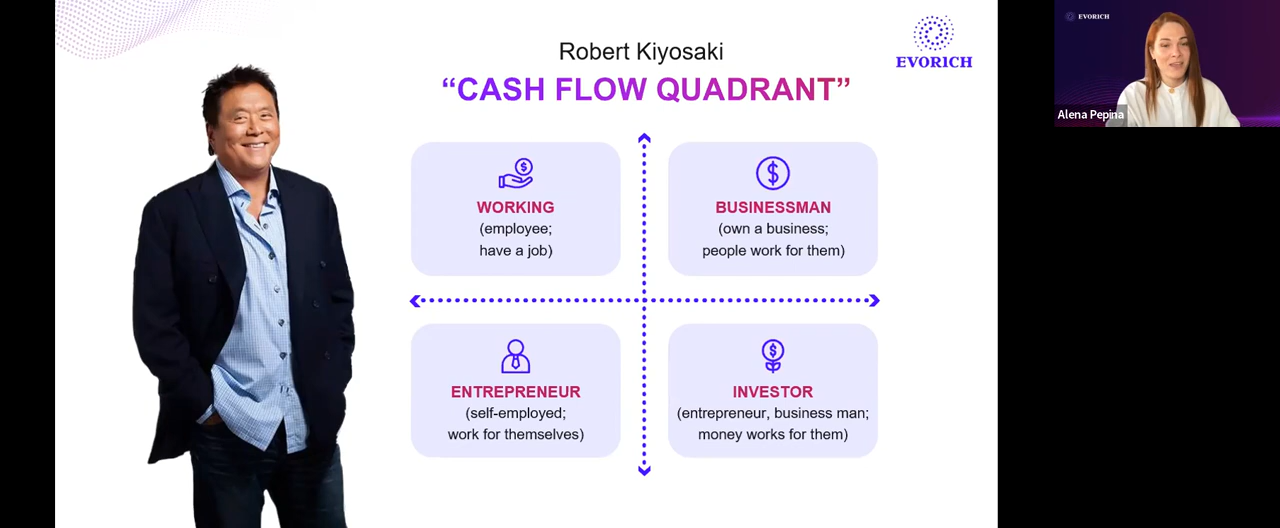 Robert Kiyosaki
“CASH FLOW QUADRANT”
EVORICH
WORKING
(employee;
have a job)
BUSINESSMAN
(own a business;
people work for them)
ENTREPRENEUR
(self-employed;
work for themselves)
INVESTOR
(entrepreneur, business man;
money works for them)
EVORICH
Alena Pepina